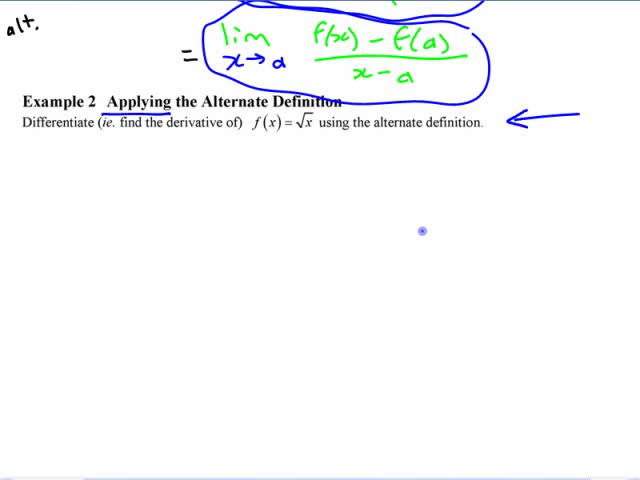 alt.
= lim x→a f(x) - f(a) / x - a
Example 2 Applying the Alternate Definition
Differentiate (ie. find the derivative of) f(x) = √x using the alternate definition.